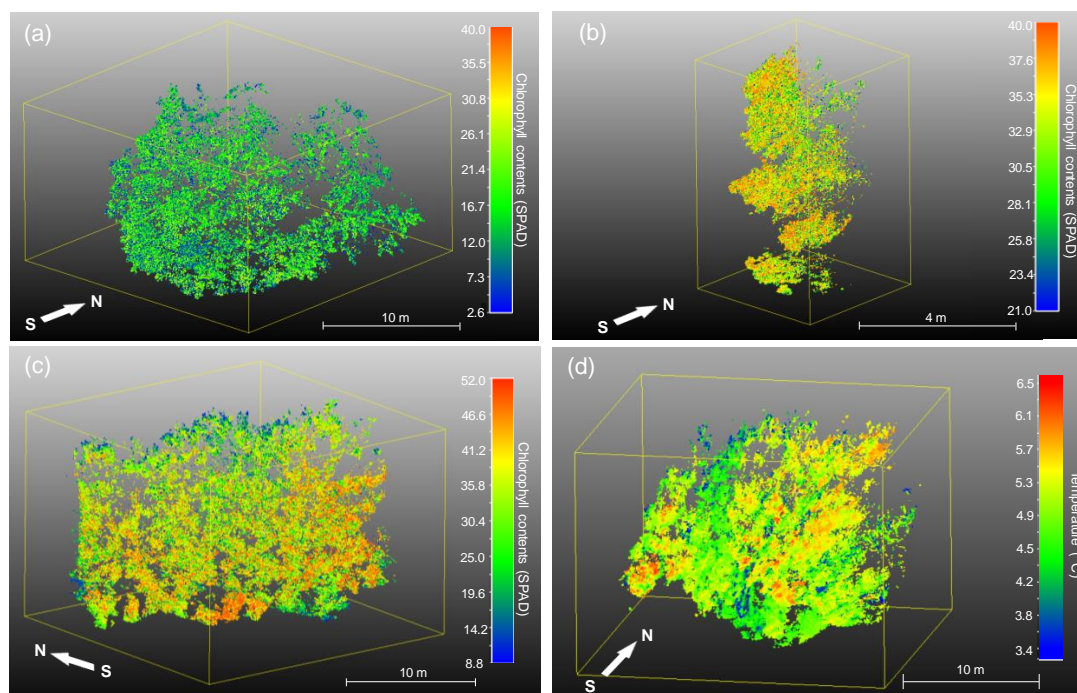 (a)
40.0
35.5
30.8
26.1
21.4
16.7
12.0
7.3
2.6
Chlorophyll contents (SPAD)
S
N
10 m
(b)
40.0
37.6
35.3
32.9
30.5
28.1
25.8
23.4
21.0
Chlorophyll contents (SPAD)
S
N
4 m
(c)
52.0
46.6
41.2
35.8
30.4
25.0
19.6
14.2
8.8
Chlorophyll contents (SPAD)
N
S
10 m
(d)
6.5
6.1
5.7
5.3
4.9
4.5
4.2
3.8
3.4
Temperature (°C)
S
N
10 m